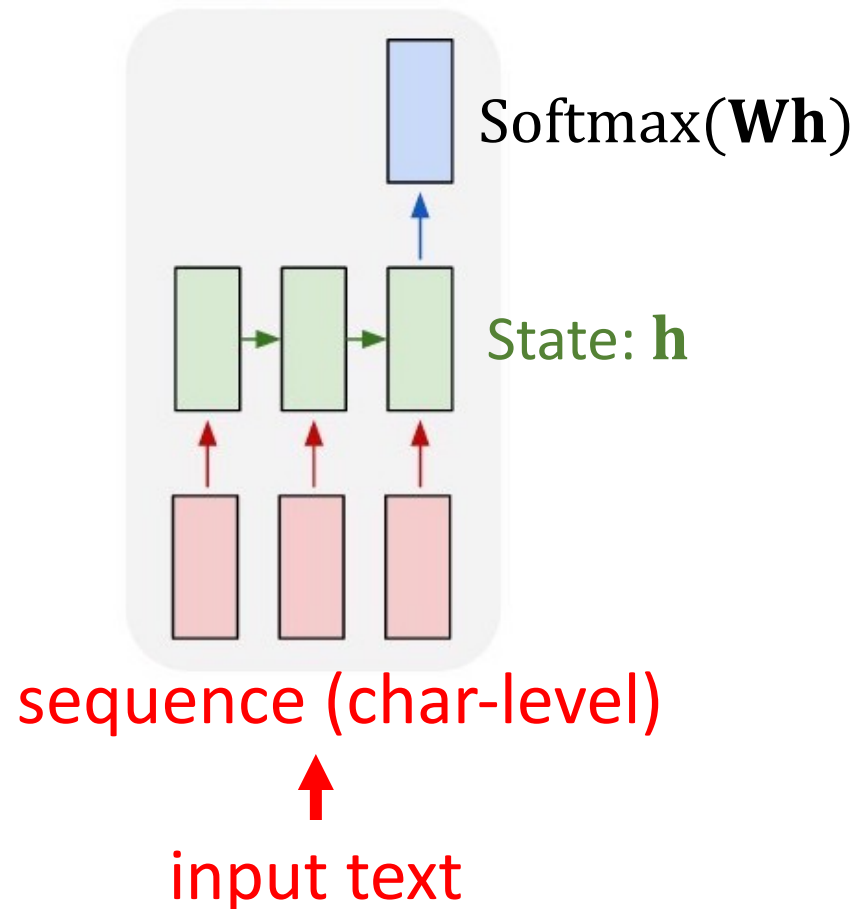 Softmax(Wh)
State: h
sequence (char-level)
input text